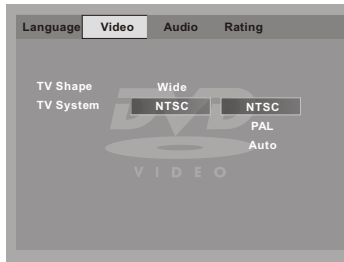 Language Video Audio Rating
TV Shape Wide
TV System NTSC NTSC
PAL
Auto
DVD
VIDEO